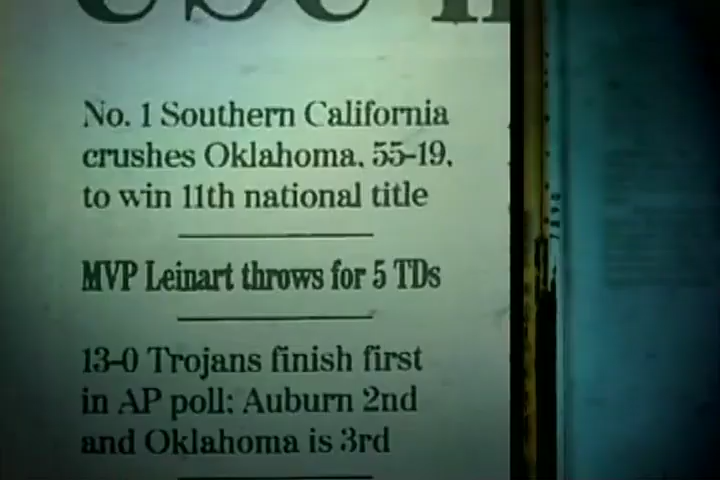 No. 1 Southern California
crushes Oklahoma, 55-19,
to win 11th national title
MVP Leinart throws for 5 TDs
13-0 Trojans finish first
in AP poll; Auburn 2nd
and Oklahoma is 3rd